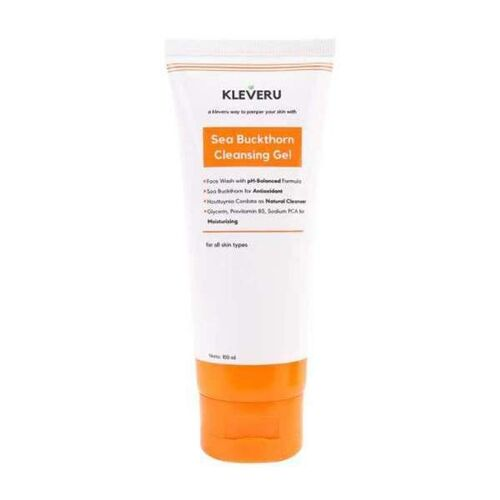 KLEVERU
a kleveru way to pamper your skin with
Sea Buckthorn
Cleansing Gel
• Face Wash with pH-Balanced Formula
• Sea Buckthorn for Antioxidant
• Houttuynia Cordata as Natural Cleanser
• Glycerin, Provitamin B5, Sodium PCA for
Moisturizing
for all skin types
Netto: 100 ml